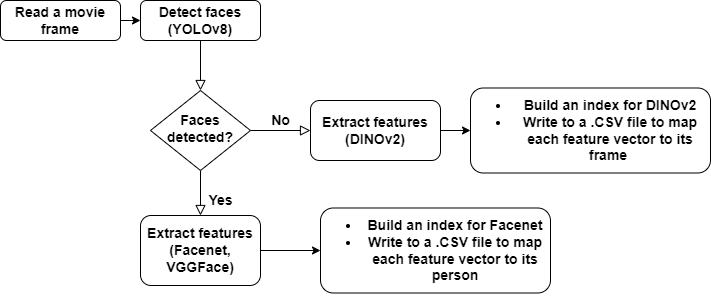 Read a movie
frame
Detect faces
(YOLOv8)
Faces
detected?
No
Extract features
(DINOv2)
• Build an index for DINOv2
• Write to a .CSV file to map
each feature vector to its
frame
Yes
Extract features
(Facenet,
VGGFace)
• Build an index for Facenet
• Write to a .CSV file to map
each feature vector to its
person